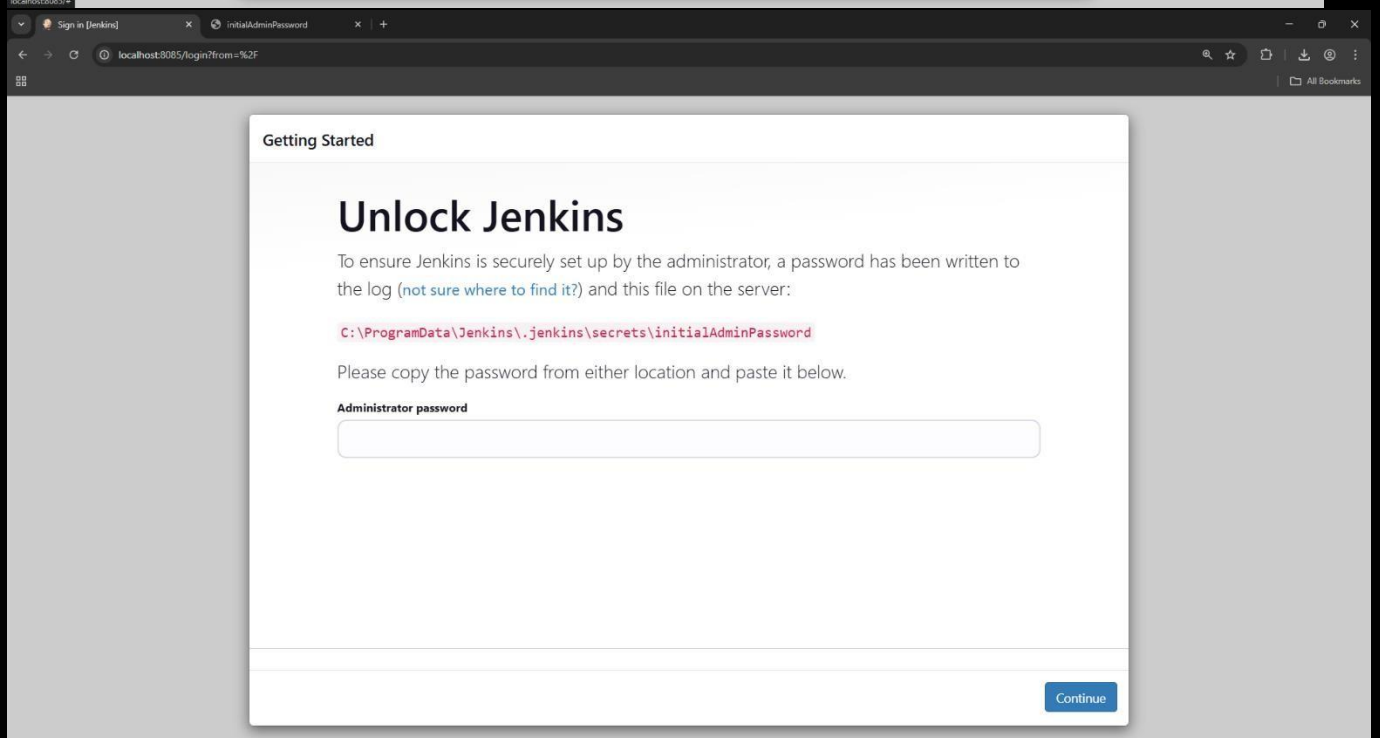 localhost:8085/#
Sign in [Jenkins]
initialAdminPassword
localhost:8085/login?from=%2F
All Bookmarks
Getting Started
Unlock Jenkins
To ensure Jenkins is securely set up by the administrator, a password has been written to
the log (not sure where to find it?) and this file on the server:
C:\ProgramData\Jenkins\.jenkins\secrets\initialAdminPassword
Please copy the password from either location and paste it below.
Administrator password
Continue